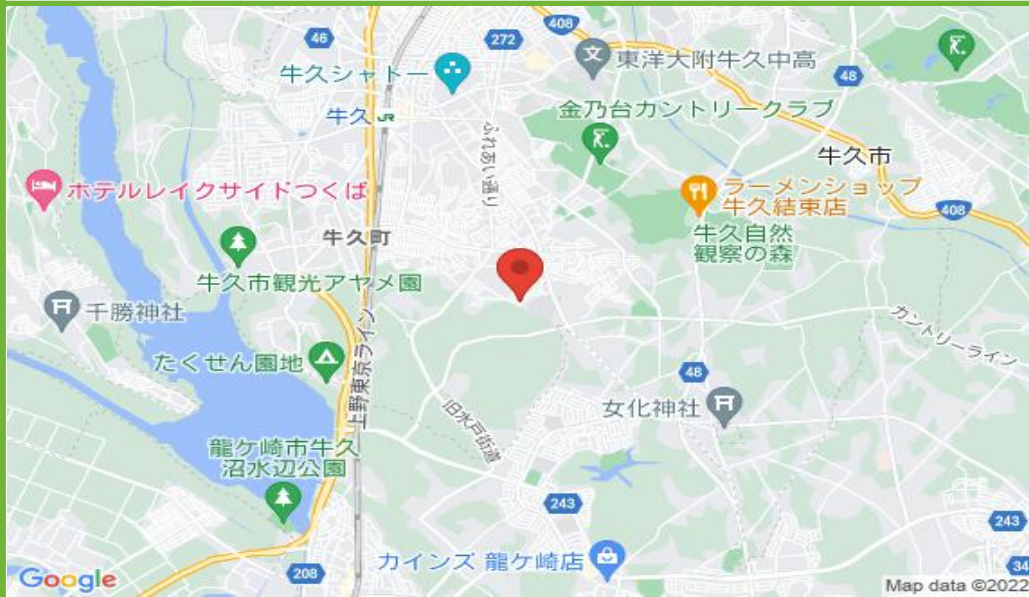 46
272
408
牛久シャトー
東洋大附牛久中高
48
牛久
JR
ふれあい通り
金乃台カントリークラブ
牛久市
ホテルレイクサイドつくば
ラーメンショップ
牛久結束店
408
牛久町
牛久自然
観察の森
牛久市観光アヤメ園
千勝神社
カントリーライン
たくせん園地
上野東京ライン
48
女化神社
旧水戸街道
龍ケ崎市牛久
沼水辺公園
243
243
カインズ 龍ケ崎店
208
34
Google
Map data ©2022